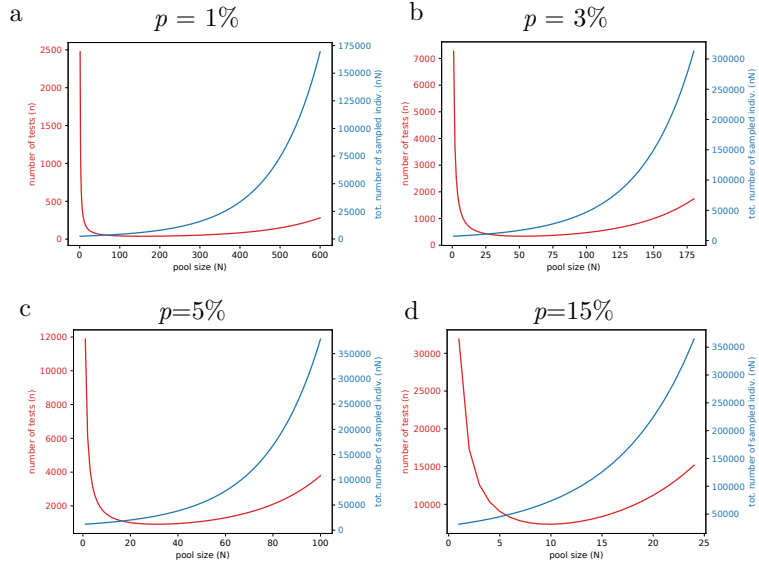 a
p = 1%
2500
2000
1500
1000
500
0
number of tests (n)
175000
150000
125000
100000
75000
50000
25000
0
tot. number of sampled indiv. (nN)
0 100 200 300 400 500 600
pool size (N)
b
p = 3%
7000
6000
5000
4000
3000
2000
1000
0
number of tests (n)
300000
250000
200000
150000
100000
50000
0
tot. number of sampled indiv. (nN)
0 25 50 75 100 125 150 175
pool size (N)
c
p=5%
12000
10000
8000
6000
4000
2000
number of tests (n)
350000
300000
250000
200000
150000
100000
50000
0
tot. number of sampled indiv. (nN)
0 20 40 60 80 100
pool size (N)
d
p=15%
30000
25000
20000
15000
10000
number of tests (n)
350000
300000
250000
200000
150000
100000
50000
tot. number of sampled indiv. (nN)
0 5 10 15 20 25
pool size (N)